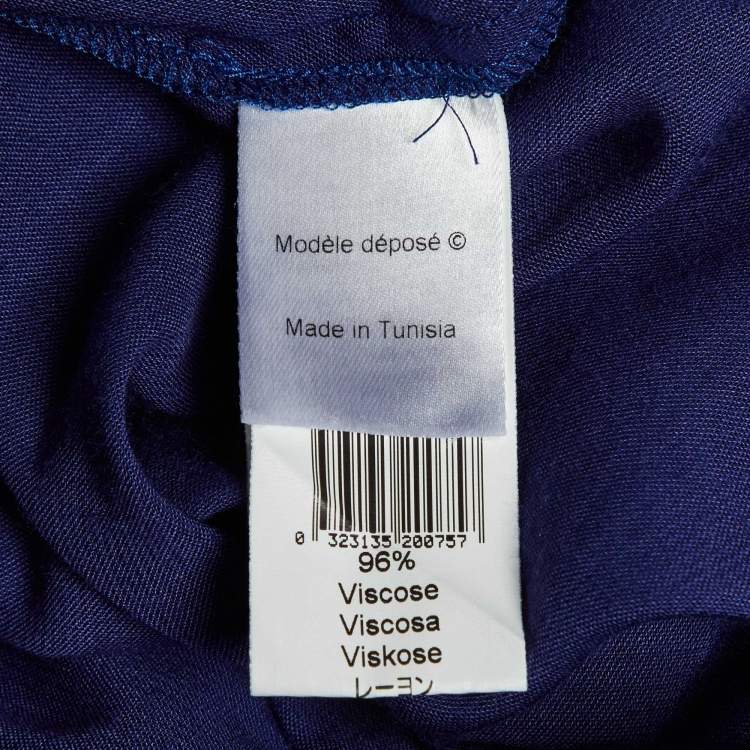 Modèle déposé ©
Made in Tunisia
0 323135 200757
96%
Viscose
Viscosa
Viskose
レーヨン